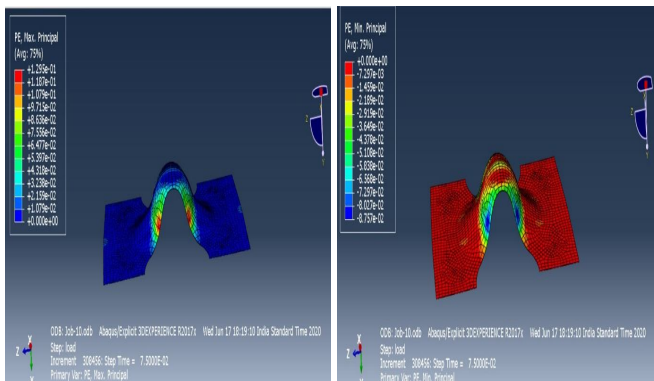 PE, Max. Principal
(Avg: 75%)
+1.295e-01
+1.187e-01
+1.079e-01
+9.715e-02
+8.636e-02
+7.556e-02
+6.477e-02
+5.397e-02
+4.318e-02
+3.238e-02
+2.159e-02
+1.079e-02
+0.000e+00
Z
Y
ODB: Job-10.odb Abaqus/Explicit 3DEXPERIENCE R2017x Wed Jun 17 18:19:10 India Standard Time 2020
Step: load
Increment 308456: Step Time = 7.5000E-02
Primary Var: PE, Max. Principal
Z
X
PE, Min. Principal
(Avg: 75%)
+0.000e+00
-7.297e-03
-1.459e-02
-2.189e-02
-2.919e-02
-3.649e-02
-4.378e-02
-5.108e-02
-5.838e-02
-6.568e-02
-7.297e-02
-8.027e-02
-8.757e-02
Z
Y
ODB: Job-10.odb Abaqus/Explicit 3DEXPERIENCE R2017x Wed Jun 17 18:19:10 India Standard Time 2020
Step: load
Increment 308456: Step Time = 7.5000E-02
Primary Var: PE, Min. Principal
Z
X